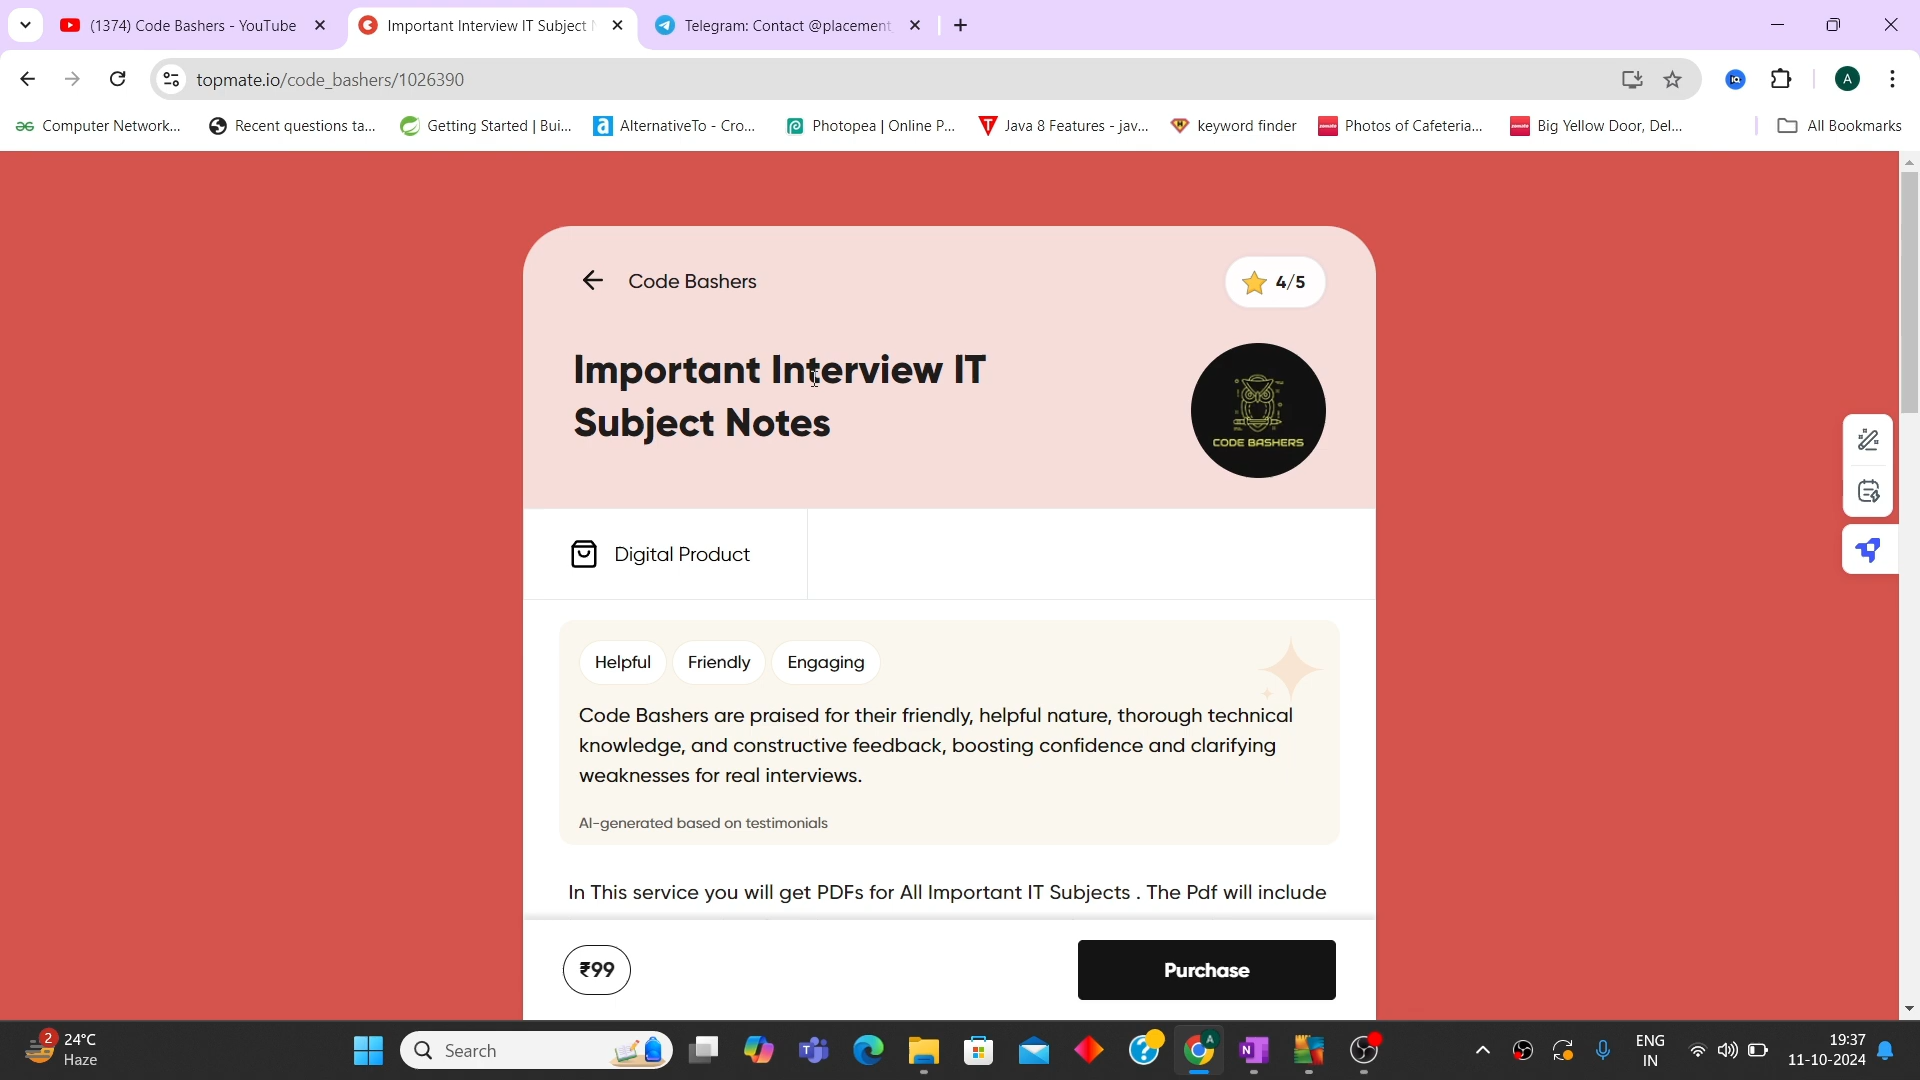 (1374) Code Bashers - YouTube
Important Interview IT Subject
Telegram: Contact @placement
topmate.io/code_bashers/1026390
A
Computer Network...
Recent questions ta...
Getting Started | Bui...
AlternativeTo - Cro...
Photopea | Online P...
Java 8 Features - jav...
keyword finder
Photos of Cafeteria...
Big Yellow Door, Del...
All Bookmarks
Code Bashers
4/5
Important Interview IT
Subject Notes
CODE BASHERS
Digital Product
Helpful
Friendly
Engaging
Code Bashers are praised for their friendly, helpful nature, thorough technical
knowledge, and constructive feedback, boosting confidence and clarifying
weaknesses for real interviews.
AI-generated based on testimonials
In This service you will get PDFs for All Important IT Subjects . The Pdf will include
₹99
Purchase
2
24°C
Haze
Search
ENG
IN
19:37
11-10-2024